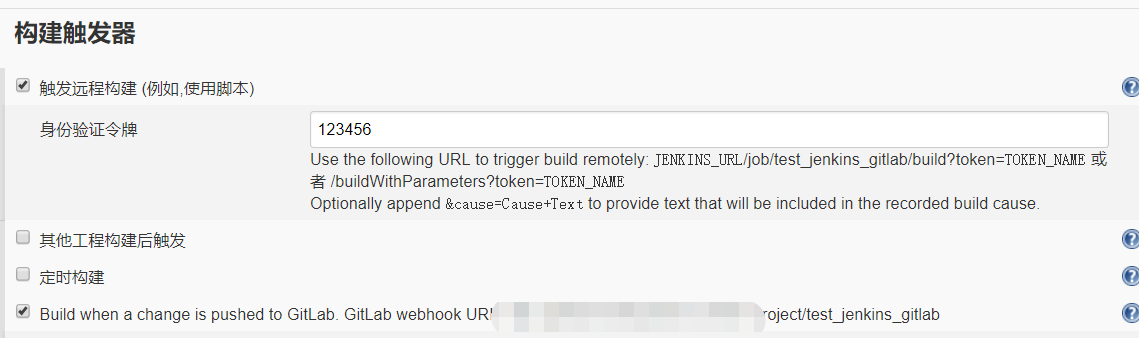 构建触发器
触发远程构建 (例如,使用脚本)
身份验证令牌
123456
Use the following URL to trigger build remotely: JENKINS_URL/job/test_jenkins_gitlab/build?token=TOKEN_NAME 或
者 /buildWithParameters?token=TOKEN_NAME
Optionally append &cause=Cause+Text to provide text that will be included in the recorded build cause.
其他工程构建后触发
定时构建
Build when a change is pushed to GitLab. GitLab webhook URL roject/test_jenkins_gitlab